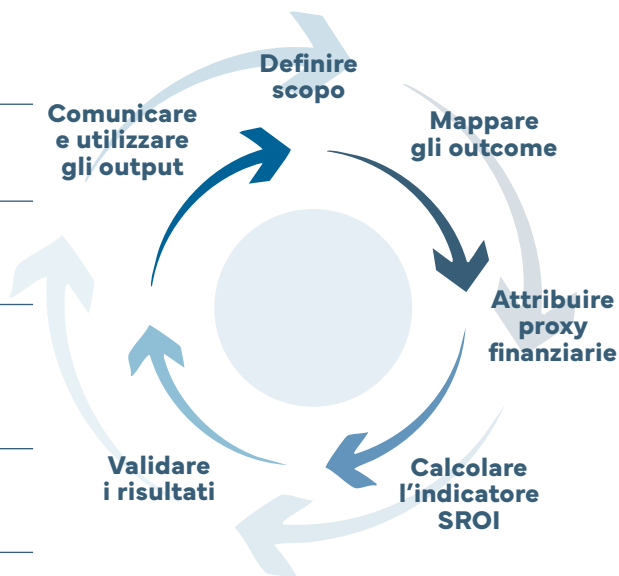 Definire
scopo
Mappare
gli outcome
Attribuire
proxy
finanziarie
Calcolare
l'indicatore
SROI
Validare
i risultati
Comunicare
e utilizzare
gli output